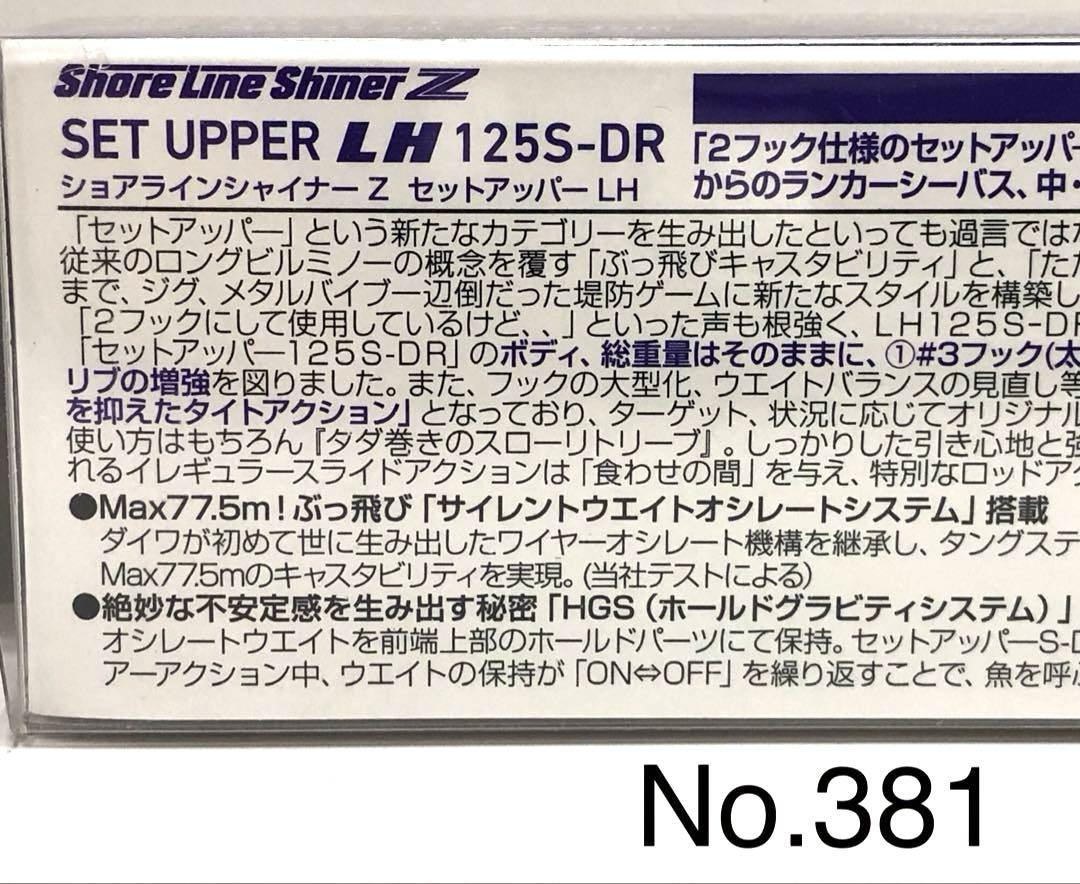 Shore Line Shiner Z
SET UPPER LH 125S-DR
ショアラインシャイナーZ セットアッパーLH
「2フック仕様のセットアッパー
からのランカーシーバス、中・
「セットアッパー」という新たなカテゴリーを生み出したといっても過言では
従来のロングビルミノーの概念を覆す「ぶっ飛びキャスタビリティ」と、「ただ
まで、ジグ、メタルバイブ一辺倒だった堤防ゲームに新たなスタイルを構築し
「2フックにして使用しているけど、、」といった声も根強く、LH125S-DR
「セットアッパー125S-DR」のボディ、総重量はそのままに、①#3フック(太
リブの増強を図りました。また、フックの大型化、ウエイトバランスの見直し等
を抑えたタイトアクション」となっており、ターゲット、状況に応じてオリジナル
使い方はもちろん『タダ巻きのスローリトリーブ』。しっかりした引き心地と強
れるイレギュラースライドアクションは「食わせの間」を与え、特別なロッドアク
●Max77.5m!ぶっ飛び「サイレントウエイトオシレートシステム」搭載
ダイワが初めて世に生み出したワイヤーオシレート機構を継承し、タングステ
Max77.5mのキャスタビリティを実現。(当社テストによる)
●絶妙な不安定感を生み出す秘密「HGS(ホールドグラビティシステム)」
オシレートウエイトを前端上部のホールドパーツにて保持。セットアッパーS-D
アーアクション中、ウエイトの保持が「ON⇔OFF」を繰り返すことで、魚を呼
No.381